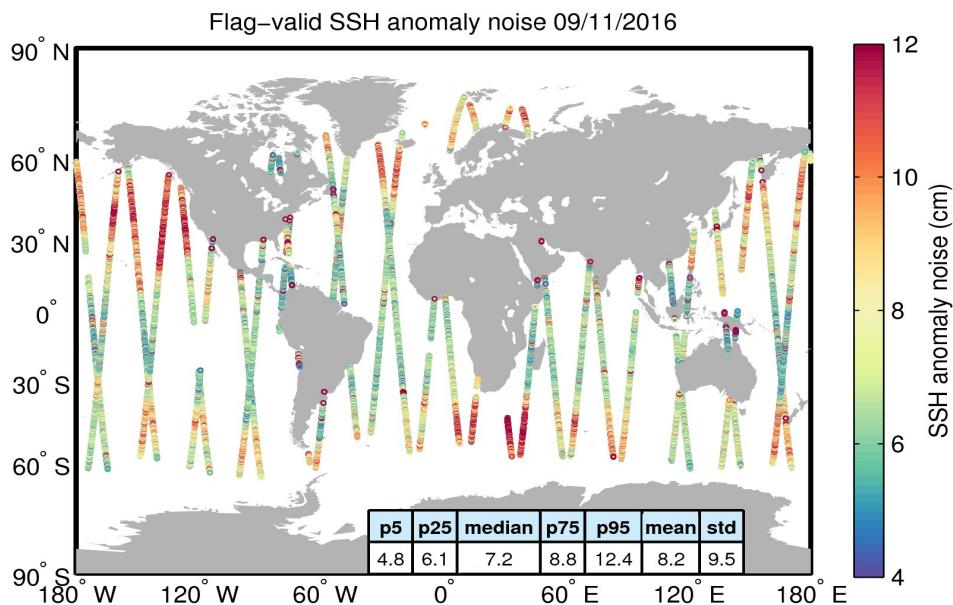 Flag−valid SSH anomaly noise 09/11/2016
90° N
60° N
30° N
0°
30° S
60° S
90° S
180° W
120° W
60° W
0°
60° E
120° E
180° E
p5 p25 median p75 p95 mean std
4.8 6.1 7.2 8.8 12.4 8.2 9.5
12
10
8
6
4
SSH anomaly noise (cm)